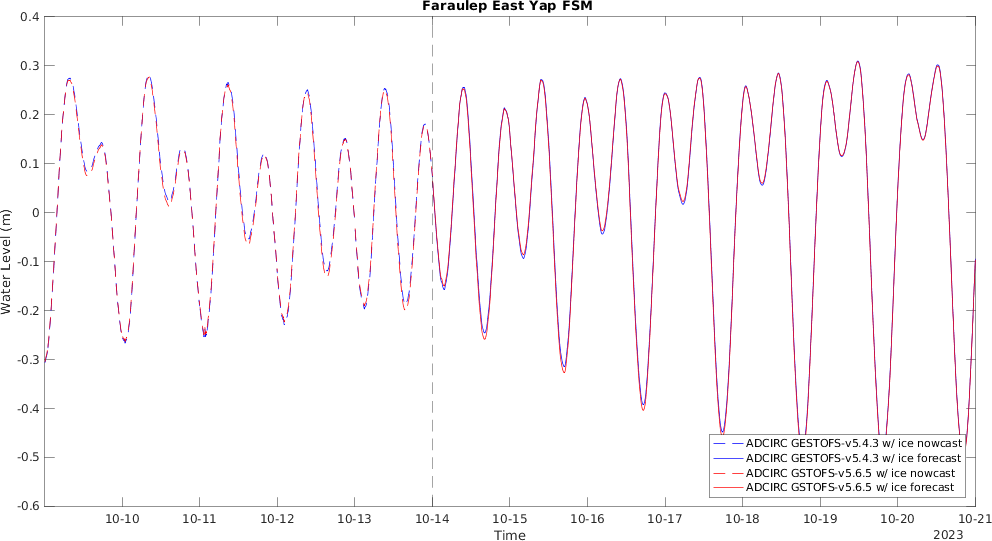 Faraulep East Yap FSM
0.4
0.3
0.2
0.1
0
-0.1
-0.2
-0.3
-0.4
-0.5
-0.6
Water Level (m)
ADCIRC GESTOFS-v5.4.3 w/ ice nowcast
ADCIRC GESTOFS-v5.4.3 w/ ice forecast
ADCIRC GSTOFS-v5.6.5 w/ ice nowcast
ADCIRC GSTOFS-v5.6.5 w/ ice forecast
10-10 10-11 10-12 10-13 10-14 10-15 10-16 10-17 10-18 10-19 10-20 10-21
Time
2023